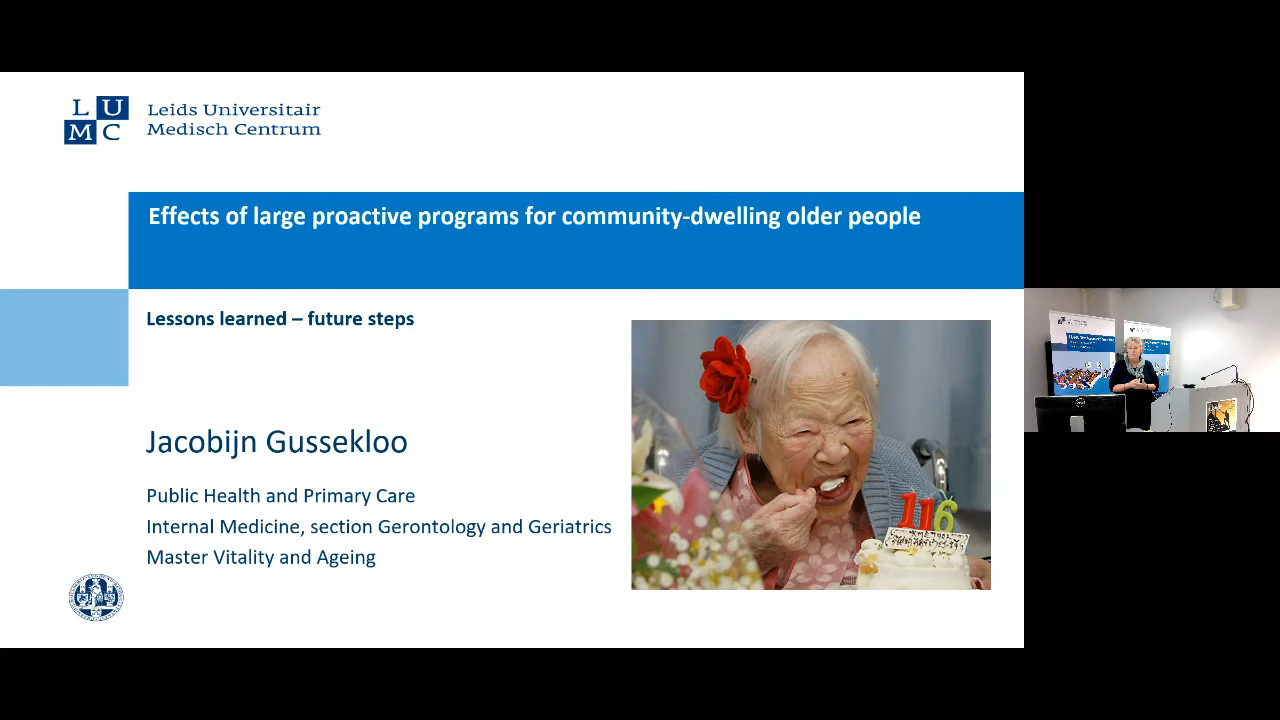 L U
M C
Leids Universitair
Medisch Centrum
Effects of large proactive programs for community-dwelling older people
Lessons learned – future steps
Jacobijn Gussekloo
Public Health and Primary Care
Internal Medicine, section Gerontology and Geriatrics
Master Vitality and Ageing
116